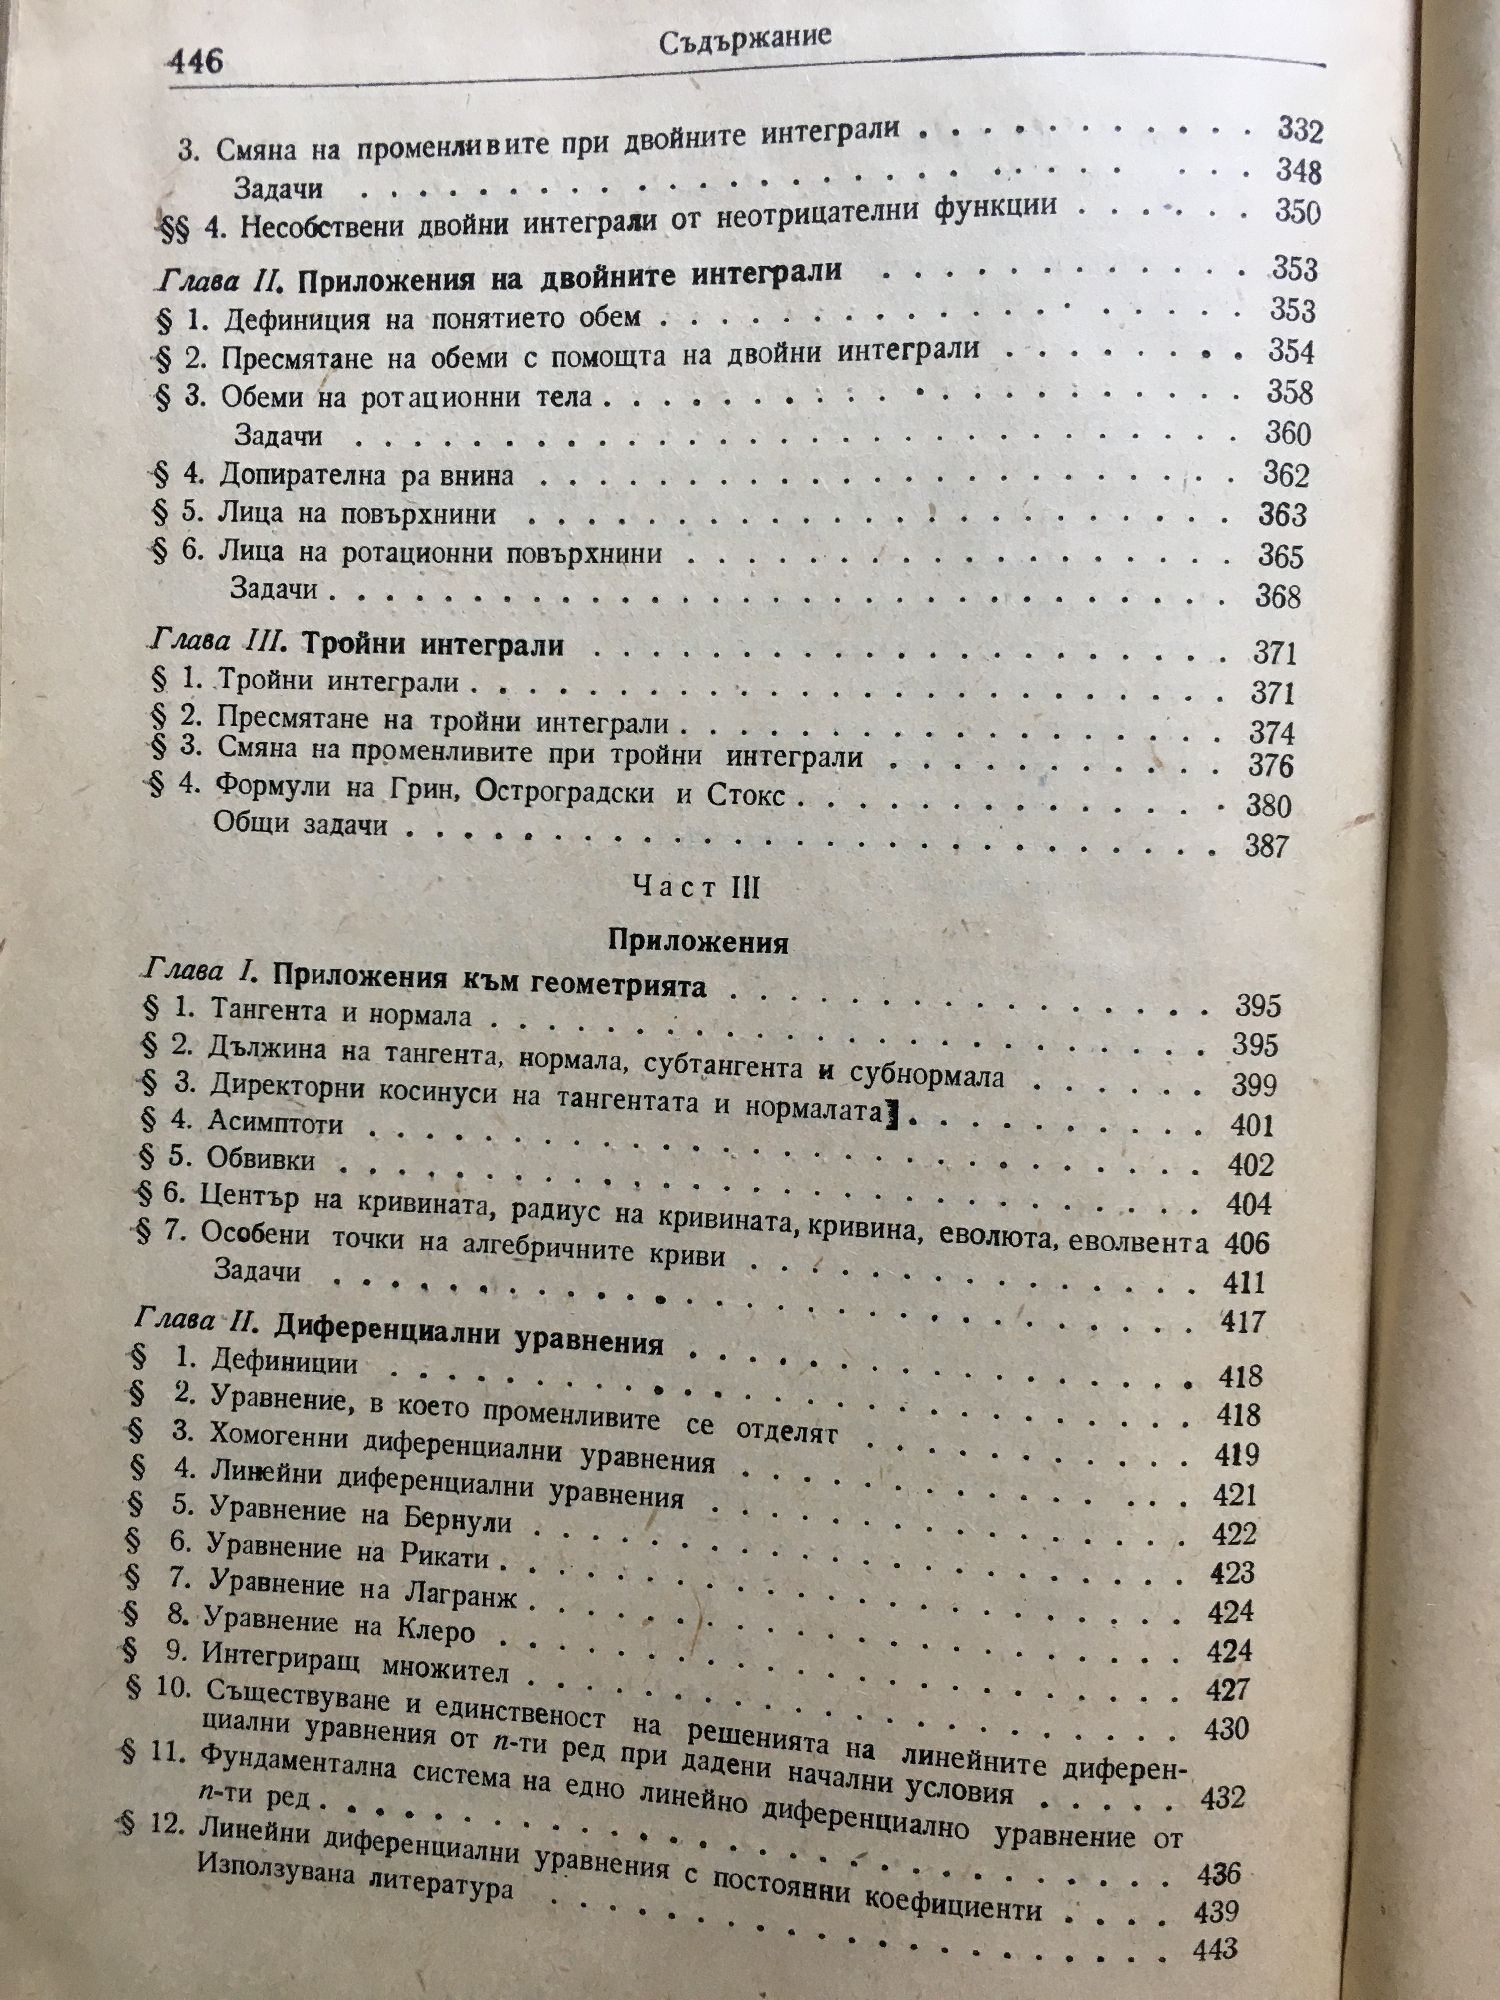 446 Съдържание
3. Смяна на променливите при двойните интеграли . . . . . . . . . . . . 332
Задачи . . . . . . . . . . . . . . . . . . . . . . . . . . 348
§§ 4. Несобствени двойни интеграли от неотрицателни функции . . . . . . 350
Глава II. Приложения на двойните интеграли . . . . . . . . . . . . 353
§ 1. Дефиниция на понятието обем . . . . . . . . . . . . . . . . . . . 353
§ 2. Пресмятане на обеми с помощта на двойни интеграли . . . . . . . . 354
§ 3. Обеми на ротационни тела . . . . . . . . . . . . . . . . . . . . . 358
Задачи . . . . . . . . . . . . . . . . . . . . . . . . . . . . . 360
§ 4. Допирателна ра внина . . . . . . . . . . . . . . . . . . . . . . . 362
§ 5. Лица на повърхнини . . . . . . . . . . . . . . . . . . . . . . . . 363
§ 6. Лица на ротационни повърхнини . . . . . . . . . . . . . . . . . . 365
Задачи . . . . . . . . . . . . . . . . . . . . . . . . . . . . . . 368
Глава III. Тройни интеграли . . . . . . . . . . . . . . . . . . . . . 371
§ 1. Тройни интеграли . . . . . . . . . . . . . . . . . . . . . . . . . 371
§ 2. Пресмятане на тройни интеграли . . . . . . . . . . . . . . . . . . 374
§ 3. Смяна на променливите при тройни интеграли . . . . . . . . . . . 376
§ 4. Формули на Грин, Остроградски и Стокс . . . . . . . . . . . . . . 380
Общи задачи . . . . . . . . . . . . . . . . . . . . . . . . . . . 387
Част III
Приложения
Глава I. Приложения към геометрията . . . . . . . . . . . . . . . . 395
§ 1. Тангента и нормала . . . . . . . . . . . . . . . . . . . . . . . . 395
§ 2. Дължина на тангента, нормала, субтангента и субнормала . . . . . . 399
§ 3. Директорни косинуси на тангентата и нормалата . . . . . . . . . . 401
§ 4. Асимптоти . . . . . . . . . . . . . . . . . . . . . . . . . . . . 402
§ 5. Обвивки . . . . . . . . . . . . . . . . . . . . . . . . . . . . . 404
§ 6. Център на кривината, радиус на кривината, кривина, еволюта, еволвента 406
§ 7. Особени точки на алгебричните криви . . . . . . . . . . . . . . . . 411
Задачи . . . . . . . . . . . . . . . . . . . . . . . . . . . . . . 417
Глава II. Диференциални уравнения . . . . . . . . . . . . . . . . . . 418
§ 1. Дефиниции . . . . . . . . . . . . . . . . . . . . . . . . . . . . 418
§ 2. Уравнение, в което променливите се отделят . . . . . . . . . . . . 419
§ 3. Хомогенни диференциални уравнения . . . . . . . . . . . . . . . . 421
§ 4. Линейни диференциални уравнения . . . . . . . . . . . . . . . . . 422
§ 5. Уравнение на Бернули . . . . . . . . . . . . . . . . . . . . . . . 423
§ 6. Уравнение на Рикати . . . . . . . . . . . . . . . . . . . . . . . . 424
§ 7. Уравнение на Лагранж . . . . . . . . . . . . . . . . . . . . . . . 424
§ 8. Уравнение на Клеро . . . . . . . . . . . . . . . . . . . . . . . . 427
§ 9. Интегриращ множител . . . . . . . . . . . . . . . . . . . . . . . 430
§ 10. Съществуване и единственост на решенията на линейните диферен-
циални уравнения от n-ти ред при дадени начални условия . . . . . 432
§ 11. Фундаментална система на едно линейно диференциално уравнение от
n-ти ред . . . . . . . . . . . . . . . . . . . . . . . . . . . . . 436
§ 12. Линейни диференциални уравнения с постоянни коефициенти . . . . 439
Използувана литература . . . . . . . . . . . . . . . . . . . . . . 443